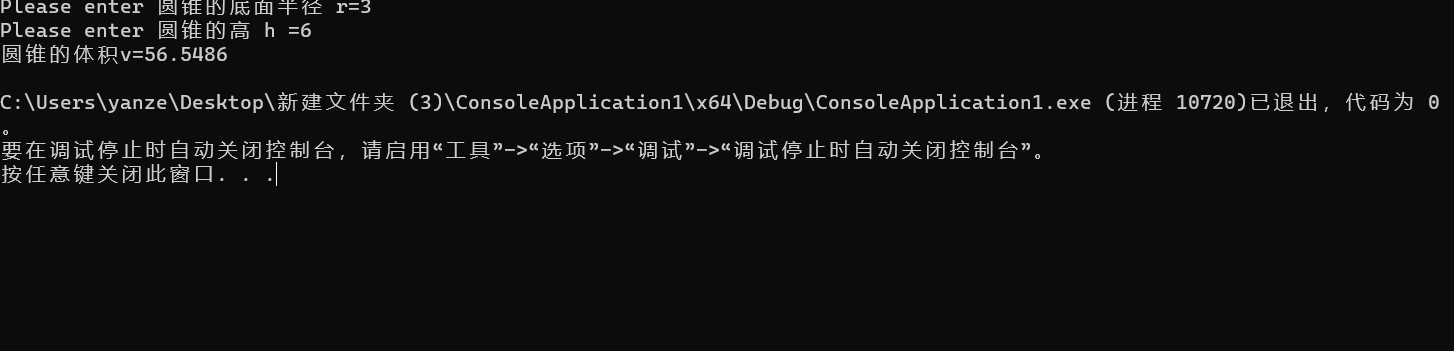 Please enter 圆锥的底面半径 r=3
Please enter 圆锥的高 h =6
圆锥的体积v=56.5486
C:\Users\yanze\Desktop\新建文件夹 (3)\ConsoleApplication1\x64\Debug\ConsoleApplication1.exe (进程 10720)已退出，代码为 0
。
要在调试停止时自动关闭控制台，请启用“工具”->“选项”->“调试”->“调试停止时自动关闭控制台”。
按任意键关闭此窗口. . .